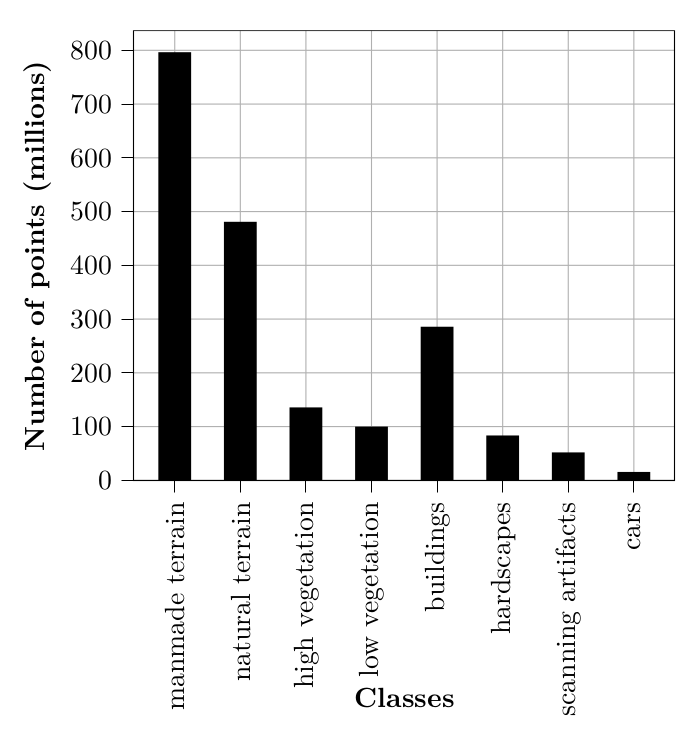 Number of points (millions)
800
700
600
500
400
300
200
100
0
manmade terrain
natural terrain
high vegetation
low vegetation
buildings
hardscapes
scanning artifacts
cars
Classes